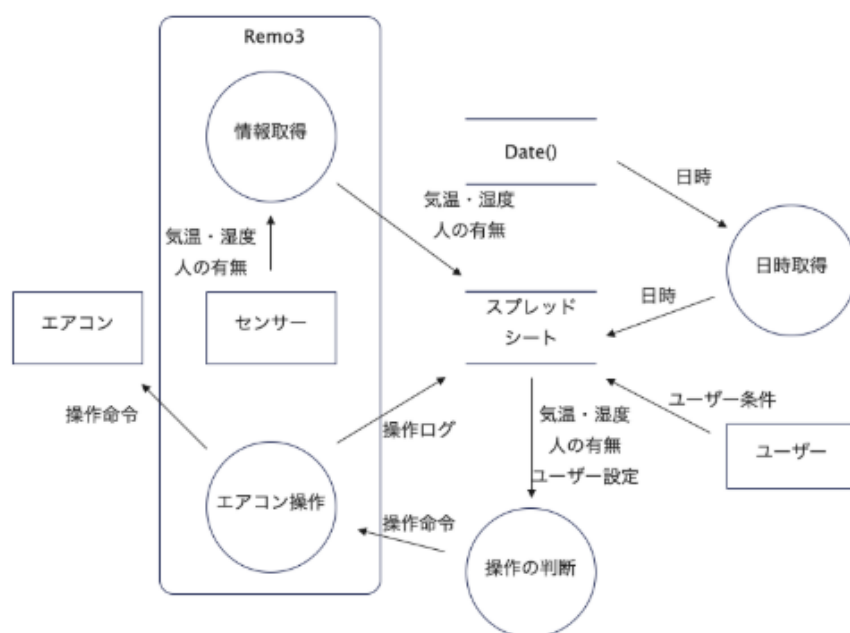 Remo3
情報取得
Date()
日時
気温・湿度
人の有無
気温・湿度
人の有無
日時取得
エアコン
センサー
スプレッド
シート
日時
操作命令
操作ログ
気温・湿度
人の有無
ユーザー設定
ユーザー条件
ユーザー
エアコン操作
操作命令
操作の判断